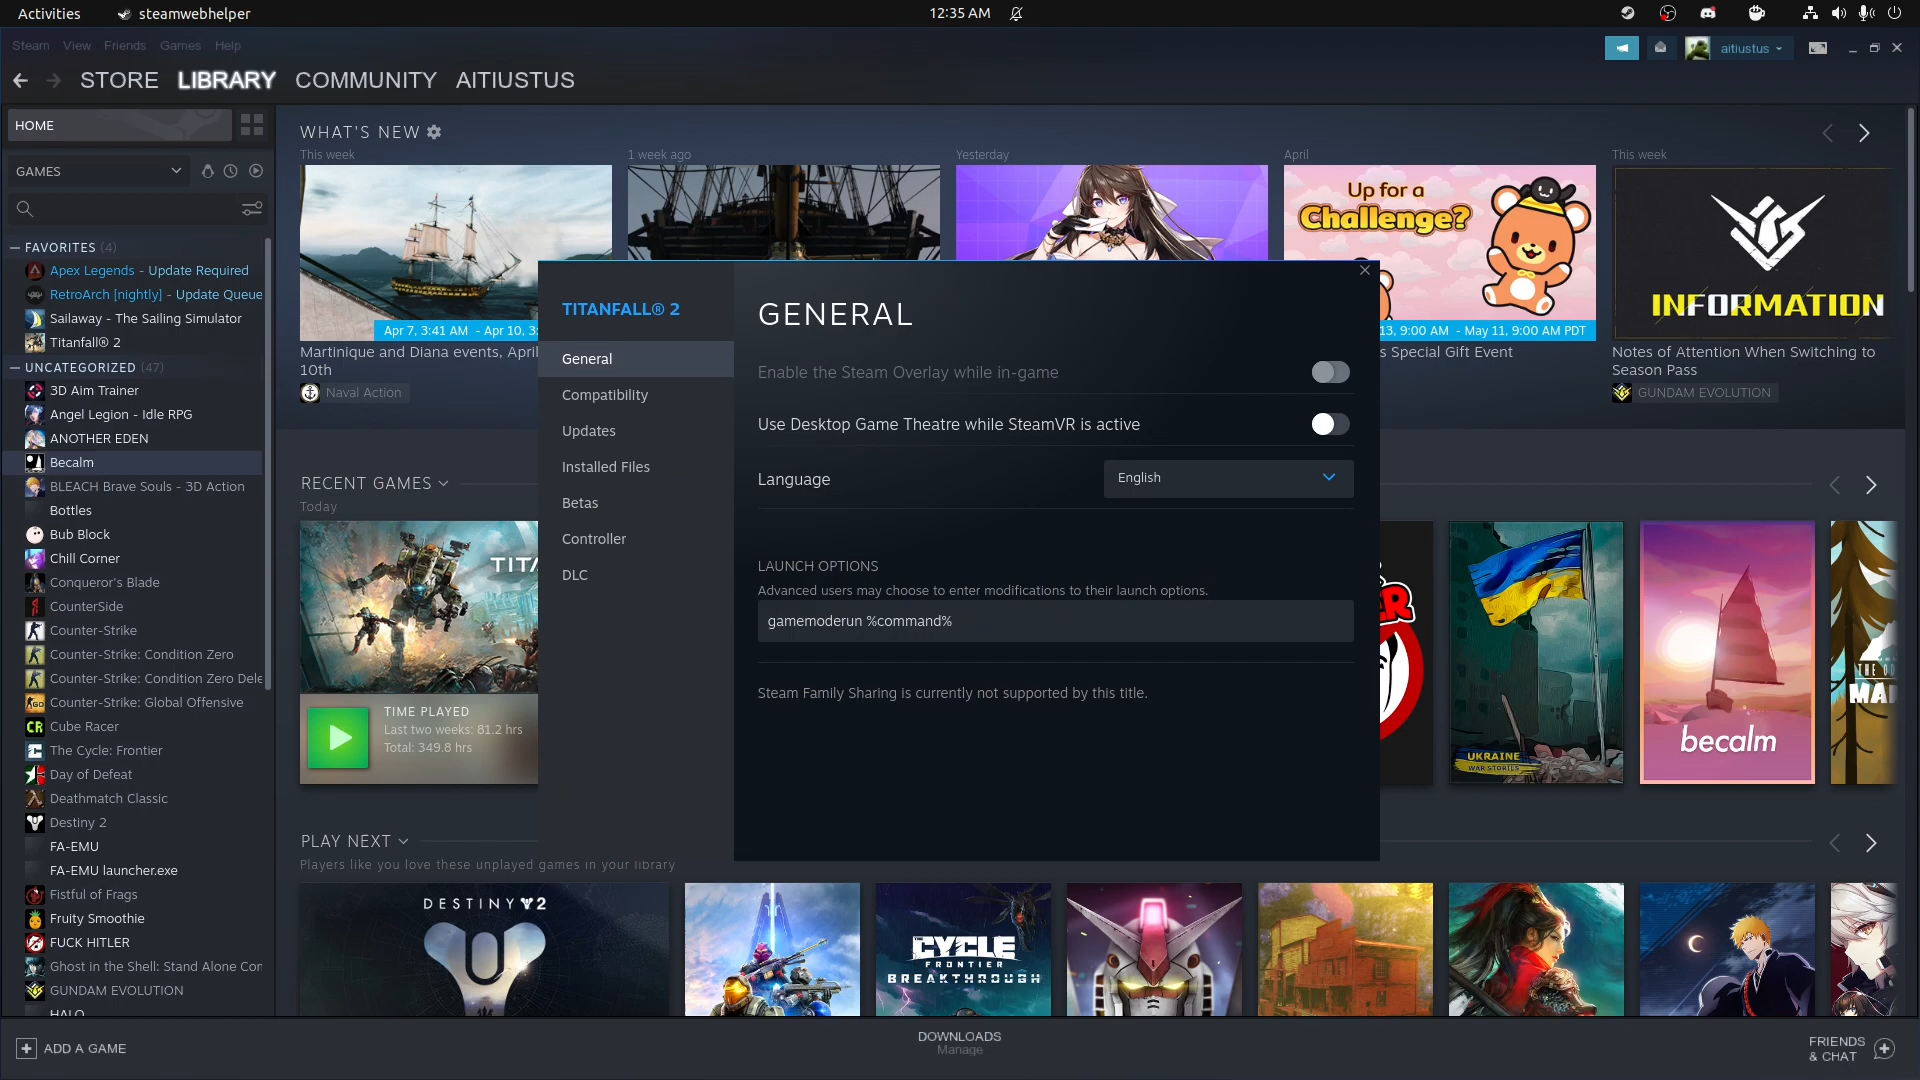 Activities
steamwebhelper
12:35 AM
Steam View Friends Games Help
aitiustus
STORE LIBRARY COMMUNITY AITIUSTUS
HOME
GAMES
FAVORITES (4)
Apex Legends - Update Required
RetroArch [nightly] - Update Queue
Sailaway - The Sailing Simulator
Titanfall® 2
UNCATEGORIZED (47)
3D Aim Trainer
Angel Legion - Idle RPG
ANOTHER EDEN
Becalm
BLEACH Brave Souls - 3D Action
Bottles
Bub Block
Chill Corner
Conqueror's Blade
CounterSide
Counter-Strike
Counter-Strike: Condition Zero
Counter-Strike: Condition Zero Dele
Counter-Strike: Global Offensive
Cube Racer
The Cycle: Frontier
Day of Defeat
Deathmatch Classic
Destiny 2
FA-EMU
FA-EMU launcher.exe
Fistful of Frags
Fruity Smoothie
FUCK HITLER
Ghost in the Shell: Stand Alone Con
GUNDAM EVOLUTION
HALO
WHAT'S NEW
This week
Apr 7, 3:41 AM - Apr 10, 3:
Martinique and Diana events, April
10th
Naval Action
1 week ago
Yesterday
April
Up for a
Challenge?
13, 9:00 AM - May 11, 9:00 AM PDT
s Special Gift Event
This week
INFORMATION
Notes of Attention When Switching to
Season Pass
GUNDAM EVOLUTION
RECENT GAMES
Today
TITA
TIME PLAYED
Last two weeks: 81.2 hrs
Total: 349.8 hrs
UKRAINE
WAR STORIES
becalm
THE O
MA
TITANFALL® 2
General
Compatibility
Updates
Installed Files
Betas
Controller
DLC
GENERAL
Enable the Steam Overlay while in-game
Use Desktop Game Theatre while SteamVR is active
Language
English
LAUNCH OPTIONS
Advanced users may choose to enter modifications to their launch options.
gamemoderun %command%
Steam Family Sharing is currently not supported by this title.
PLAY NEXT
Players like you love these unplayed games in your library
DESTINY 2
THE CYCLE
FRONTIER
BREAKTHROUGH
ADD A GAME
DOWNLOADS
Manage
FRIENDS
& CHAT